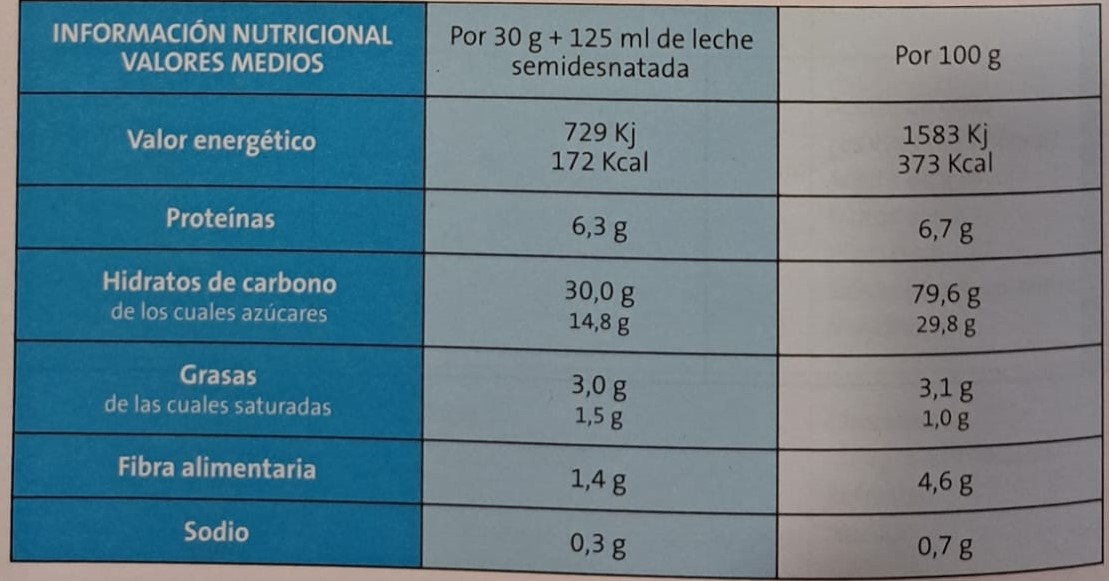 INFORMACIÓN NUTRICIONAL
VALORES MEDIOS
Por 30 g + 125 ml de leche
semidesnatada
Por 100 g
Valor energético
729 Kj
172 Kcal
1583 Kj
373 Kcal
Proteínas
6,3 g
6,7 g
Hidratos de carbono
de los cuales azúcares
30,0 g
14,8 g
79,6 g
29,8 g
Grasas
de las cuales saturadas
3,0 g
1,5 g
3,1 g
1,0 g
Fibra alimentaria
1,4 g
4,6 g
Sodio
0,3 g
0,7 g